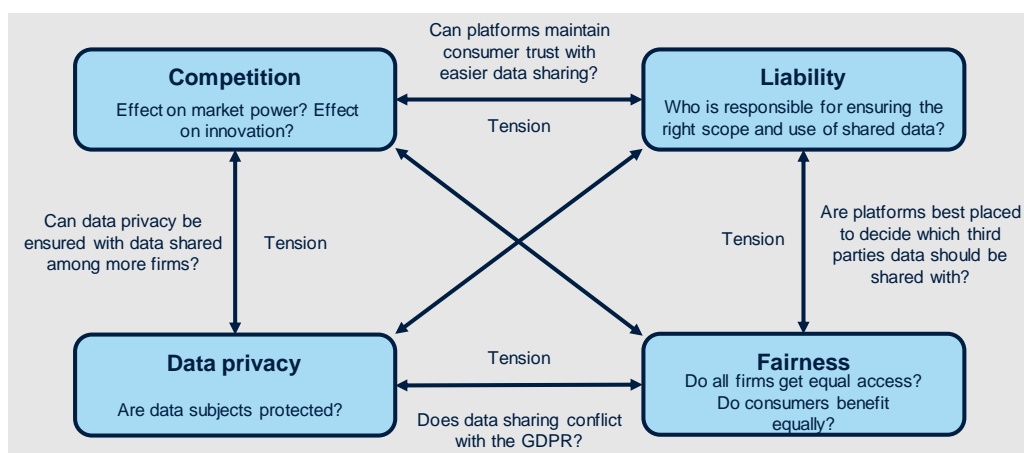 Can platforms maintain
consumer trust with
easier data sharing?
Competition
Effect on market power? Effect
on innovation?
Tension
Liability
Who is responsible for ensuring the
right scope and use of shared data?
Can data privacy be
ensured with data shared
among more firms?
Tension
Tension
Are platforms best placed
to decide which third
parties data should be
shared with?
Data privacy
Are data subjects protected?
Tension
Does data sharing conflict
with the GDPR?
Fairness
Do all firms get equal access?
Do consumers benefit
equally?